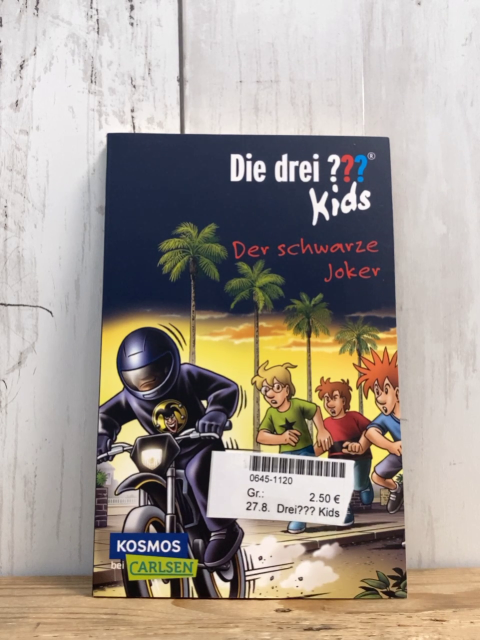 Die drei ???®
Kids
Der schwarze
Joker
0645-1120
Gr.: 2.50 €
27.8. Drei??? Kids
KOSMOS
bei CARLSEN